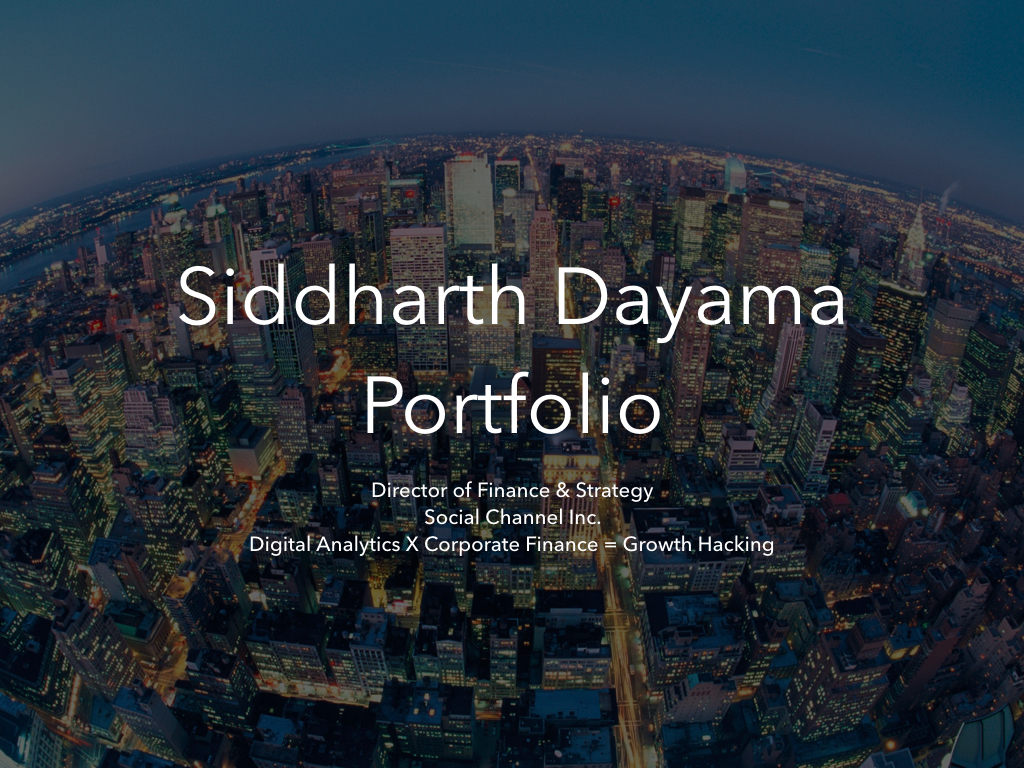 Siddharth Dayama
Portfolio
Director of Finance & Strategy
Social Channel Inc.
Digital Analytics X Corporate Finance = Growth Hacking